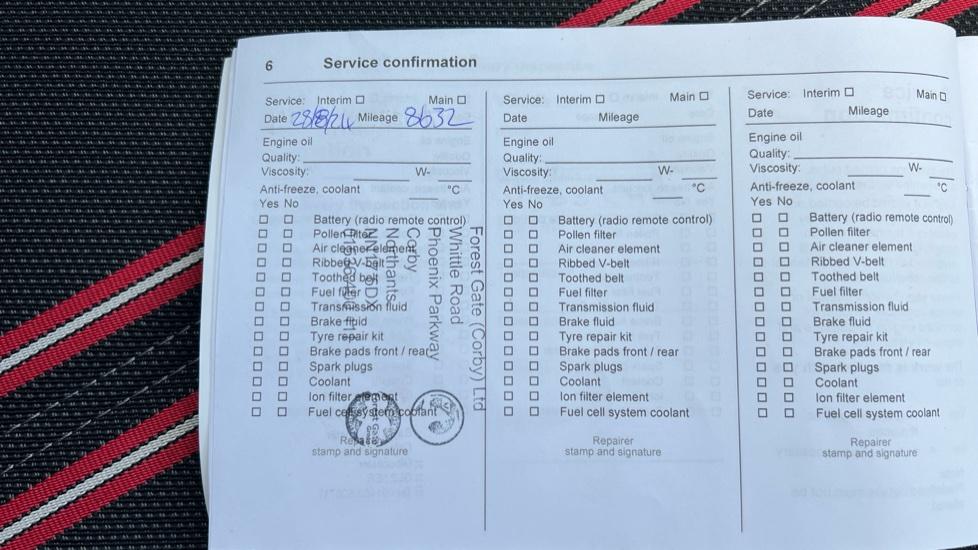 6 Service confirmation
Service: Interim Main
Date 28/8/24 Mileage 8632
Engine oil
Quality:
Viscosity: W-
Anti-freeze, coolant °C
Yes No
Battery (radio remote control)
Pollen filter
Air cleaner element
Ribbed V-belt
Toothed belt
Fuel filter
Transmission fluid
Brake fluid
Tyre repair kit
Brake pads front / rear
Spark plugs
Coolant
Ion filter element
Fuel cell system coolant
Repairer
stamp and signature
Forest Gate (Corby) Ltd
Whittle Road
Phoenix Parkway
Corby
Northants
Service: Interim Main
Date Mileage
Engine oil
Quality:
Viscosity: W-
Anti-freeze, coolant °C
Yes No
Battery (radio remote control)
Pollen filter
Air cleaner element
Ribbed V-belt
Toothed belt
Fuel filter
Transmission fluid
Brake fluid
Tyre repair kit
Brake pads front / rear
Spark plugs
Coolant
Ion filter element
Fuel cell system coolant
Repairer
stamp and signature
Service: Interim Main
Date Mileage
Engine oil
Quality:
Viscosity: W-
Anti-freeze, coolant °C
Yes No
Battery (radio remote control)
Pollen filter
Air cleaner element
Ribbed V-belt
Toothed belt
Fuel filter
Transmission fluid
Brake fluid
Tyre repair kit
Brake pads front / rear
Spark plugs
Coolant
Ion filter element
Fuel cell system coolant
Repairer
stamp and signature